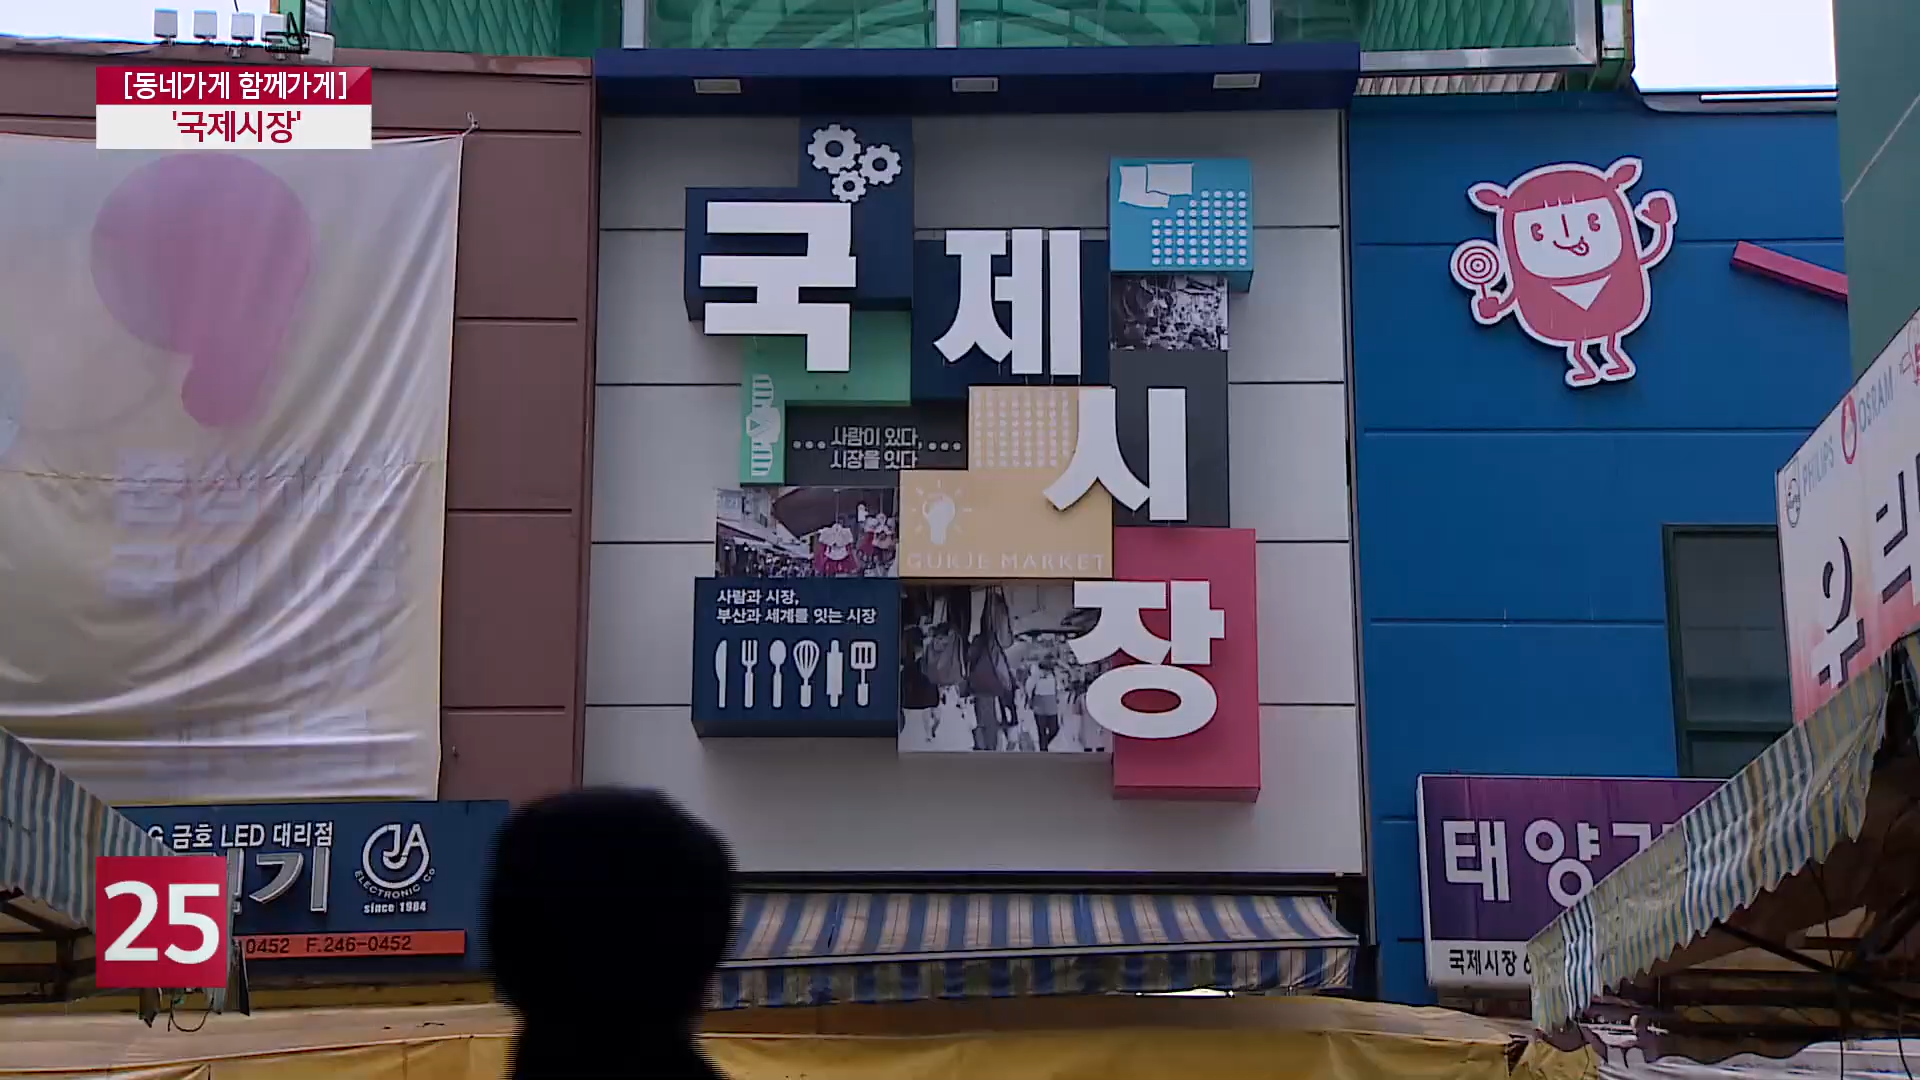 [동네가게 함께가게]
'국제시장'
국제
시
장
사람이 있다,
시장을 잇다
GUKJE MARKET
사람과 시장,
부산과 세계를 잇는 시장
PHILIPS
OSRAM
금호 LED 대리점
기
JA
ELECTRONIC Co
since 1984
0452 F.246-0452
25
태양
국제시장